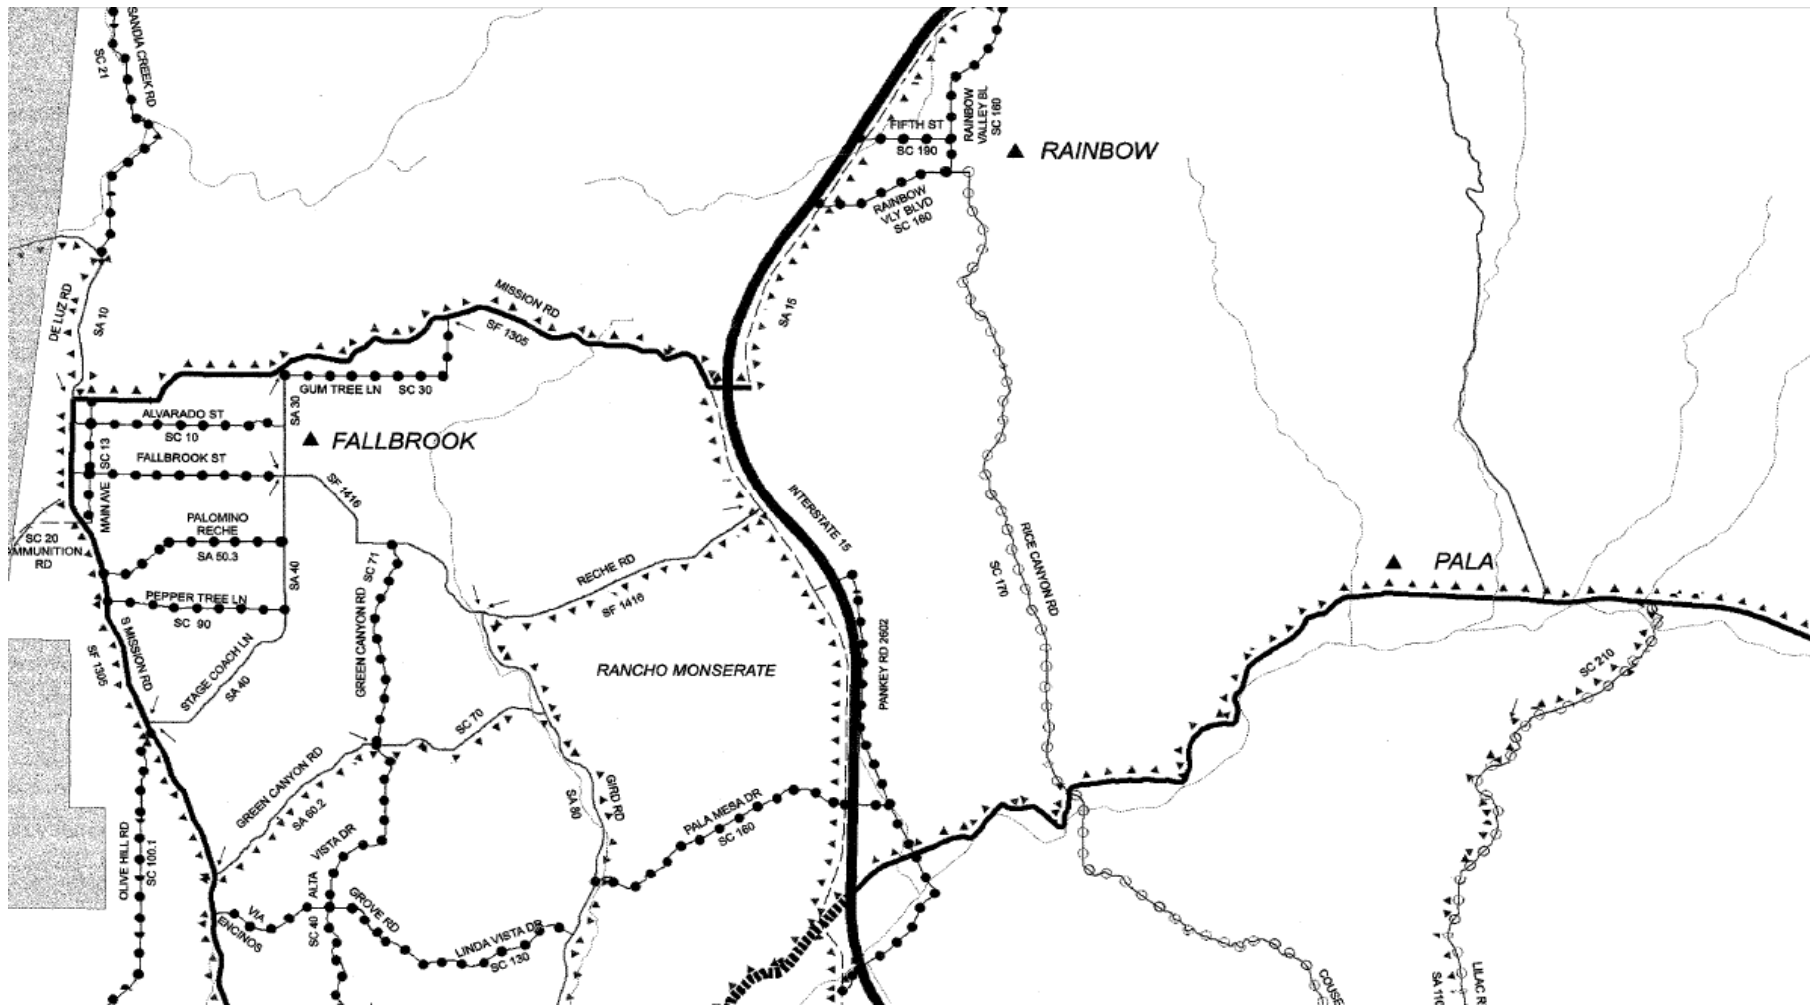 SANDIA CREEK RD
SC 21
FIFTH ST
SC 190
RAINBOW
VALLEY BL
SC 160
RAINBOW
RAINBOW
VLY BLVD
SC 160
DE LUZ RD
SA 10
MISSION RD
SF 1305
SA 15
GUM TREE LN SC 30
SA 30
ALVARADO ST
SC 10
SC 13
FALLBROOK
FALLBROOK ST
SF 1416
MAIN AVE
INTERSTATE 15
PALOMINO
RECHE
SA 50.3
SC 20
AMMUNITION
RD
SC 71
RECHE RD
SF 1416
RICE CANYON RD
SC 170
PALA
SA 40
PEPPER TREE LN
SC 90
GREEN CANYON RD
S MISSION RD
SF 1305
STAGE COACH LN
SA 40
RANCHO MONSERATE
PANKEY RD 2602
SC 210
SC 70
GREEN CANYON RD
SA 60.2
GIRD RD
SA 80
PALA MESA DR
SC 160
OLIVE HILL RD
SC 100.1
VISTA DR
ALTA
SC 40
VIA
ENCINOS
GROVE RD
LINDA VISTA DR
SC 130
COUSE
LILAC R
SA 110